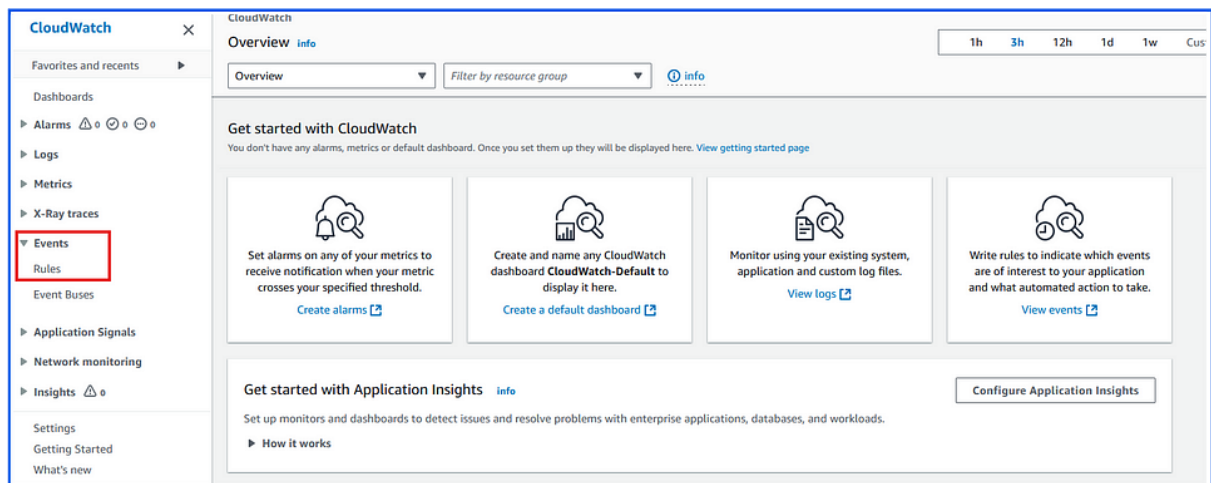 CloudWatch
Favorites and recents
Dashboards
Alarms 0 0 0
Logs
Metrics
X-Ray traces
Events
Rules
Event Buses
Application Signals
Network monitoring
Insights 0
Settings
Getting Started
What's new
CloudWatch
Overview info
1h 3h 12h 1d 1w Cus
Overview
Filter by resource group
info
Get started with CloudWatch
You don't have any alarms, metrics or default dashboard. Once you set them up they will be displayed here. View getting started page
Set alarms on any of your metrics to
receive notification when your metric
crosses your specified threshold.
Create alarms
Create and name any CloudWatch
dashboard CloudWatch-Default to
display it here.
Create a default dashboard
Monitor using your existing system,
application and custom log files.
View logs
Write rules to indicate which events
are of interest to your application
and what automated action to take.
View events
Get started with Application Insights info
Configure Application Insights
Set up monitors and dashboards to detect issues and resolve problems with enterprise applications, databases, and workloads.
How it works